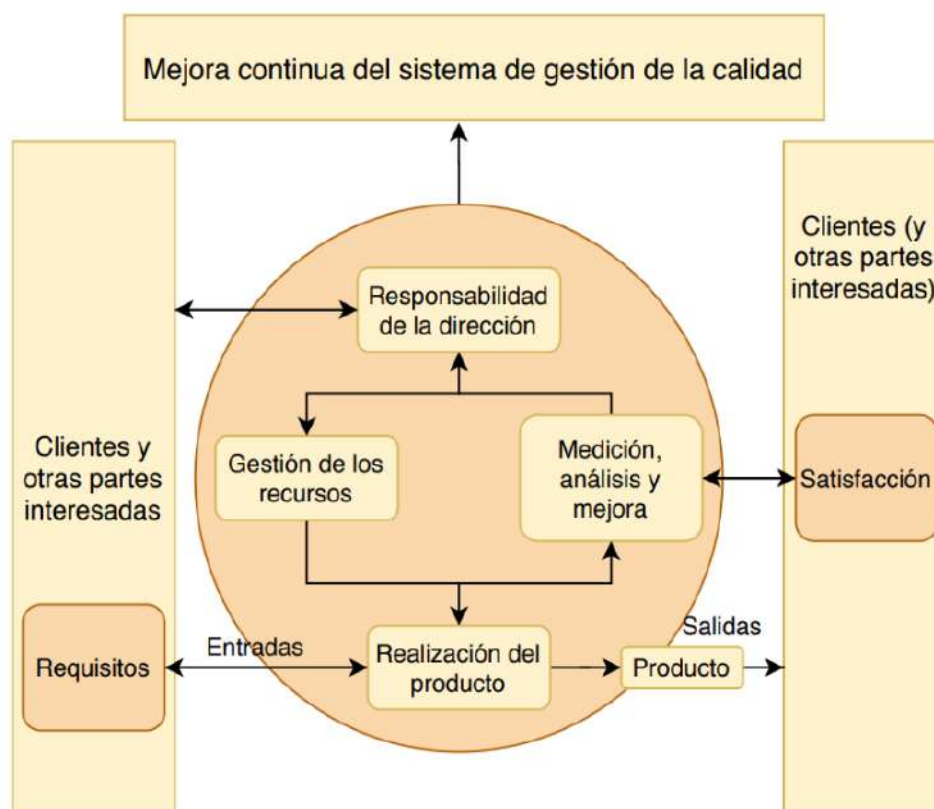 Mejora continua del sistema de gestión de la calidad
Clientes y
otras partes
interesadas
Requisitos
Entradas
Responsabilidad
de la dirección
Gestión de los
recursos
Medición,
análisis y
mejora
Realización del
producto
Salidas
Producto
Clientes (y
otras partes
interesadas)
Satisfacción